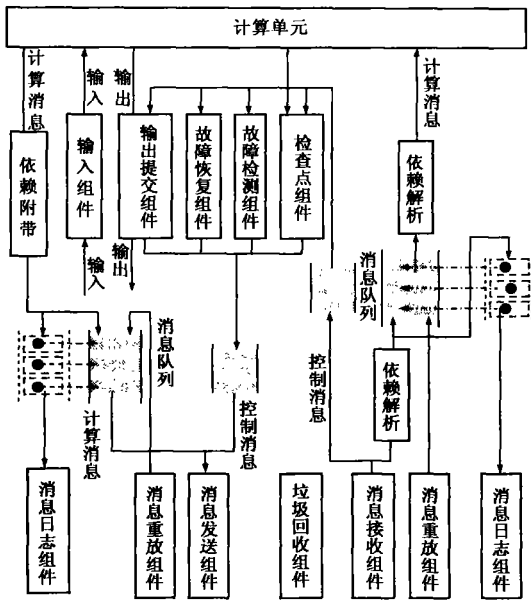 计算单元
计算消息
输入
输出
计算消息
依赖附带
输入组件
输出提交组件
故障恢复组件
故障检测组件
检查点组件
依赖解析
输入
输出
消息队列
消息队列
计算消息
控制消息
控制消息
依赖解析
消息日志组件
消息重放组件
消息发送组件
垃圾回收组件
消息接收组件
消息重放组件
消息日志组件